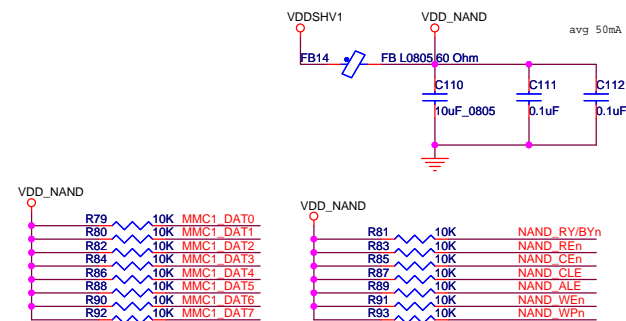 VDDSHV1 VDD_NAND
avg 50mA
FB14 FB L0805 60 Ohm
C110 C111 C112
10uF_0805 0.1uF 0.1uF
VDD_NAND
R79 10K MMC1_DAT0
R80 10K MMC1_DAT1
R82 10K MMC1_DAT2
R84 10K MMC1_DAT3
R86 10K MMC1_DAT4
R88 10K MMC1_DAT5
R90 10K MMC1_DAT6
R92 10K MMC1_DAT7
VDD_NAND
R81 10K NAND_RY/BYn
R83 10K NAND_REn
R85 10K NAND_CEn
R87 10K NAND_CLE
R89 10K NAND_ALE
R91 10K NAND_WEn
R93 10K NAND_WPn